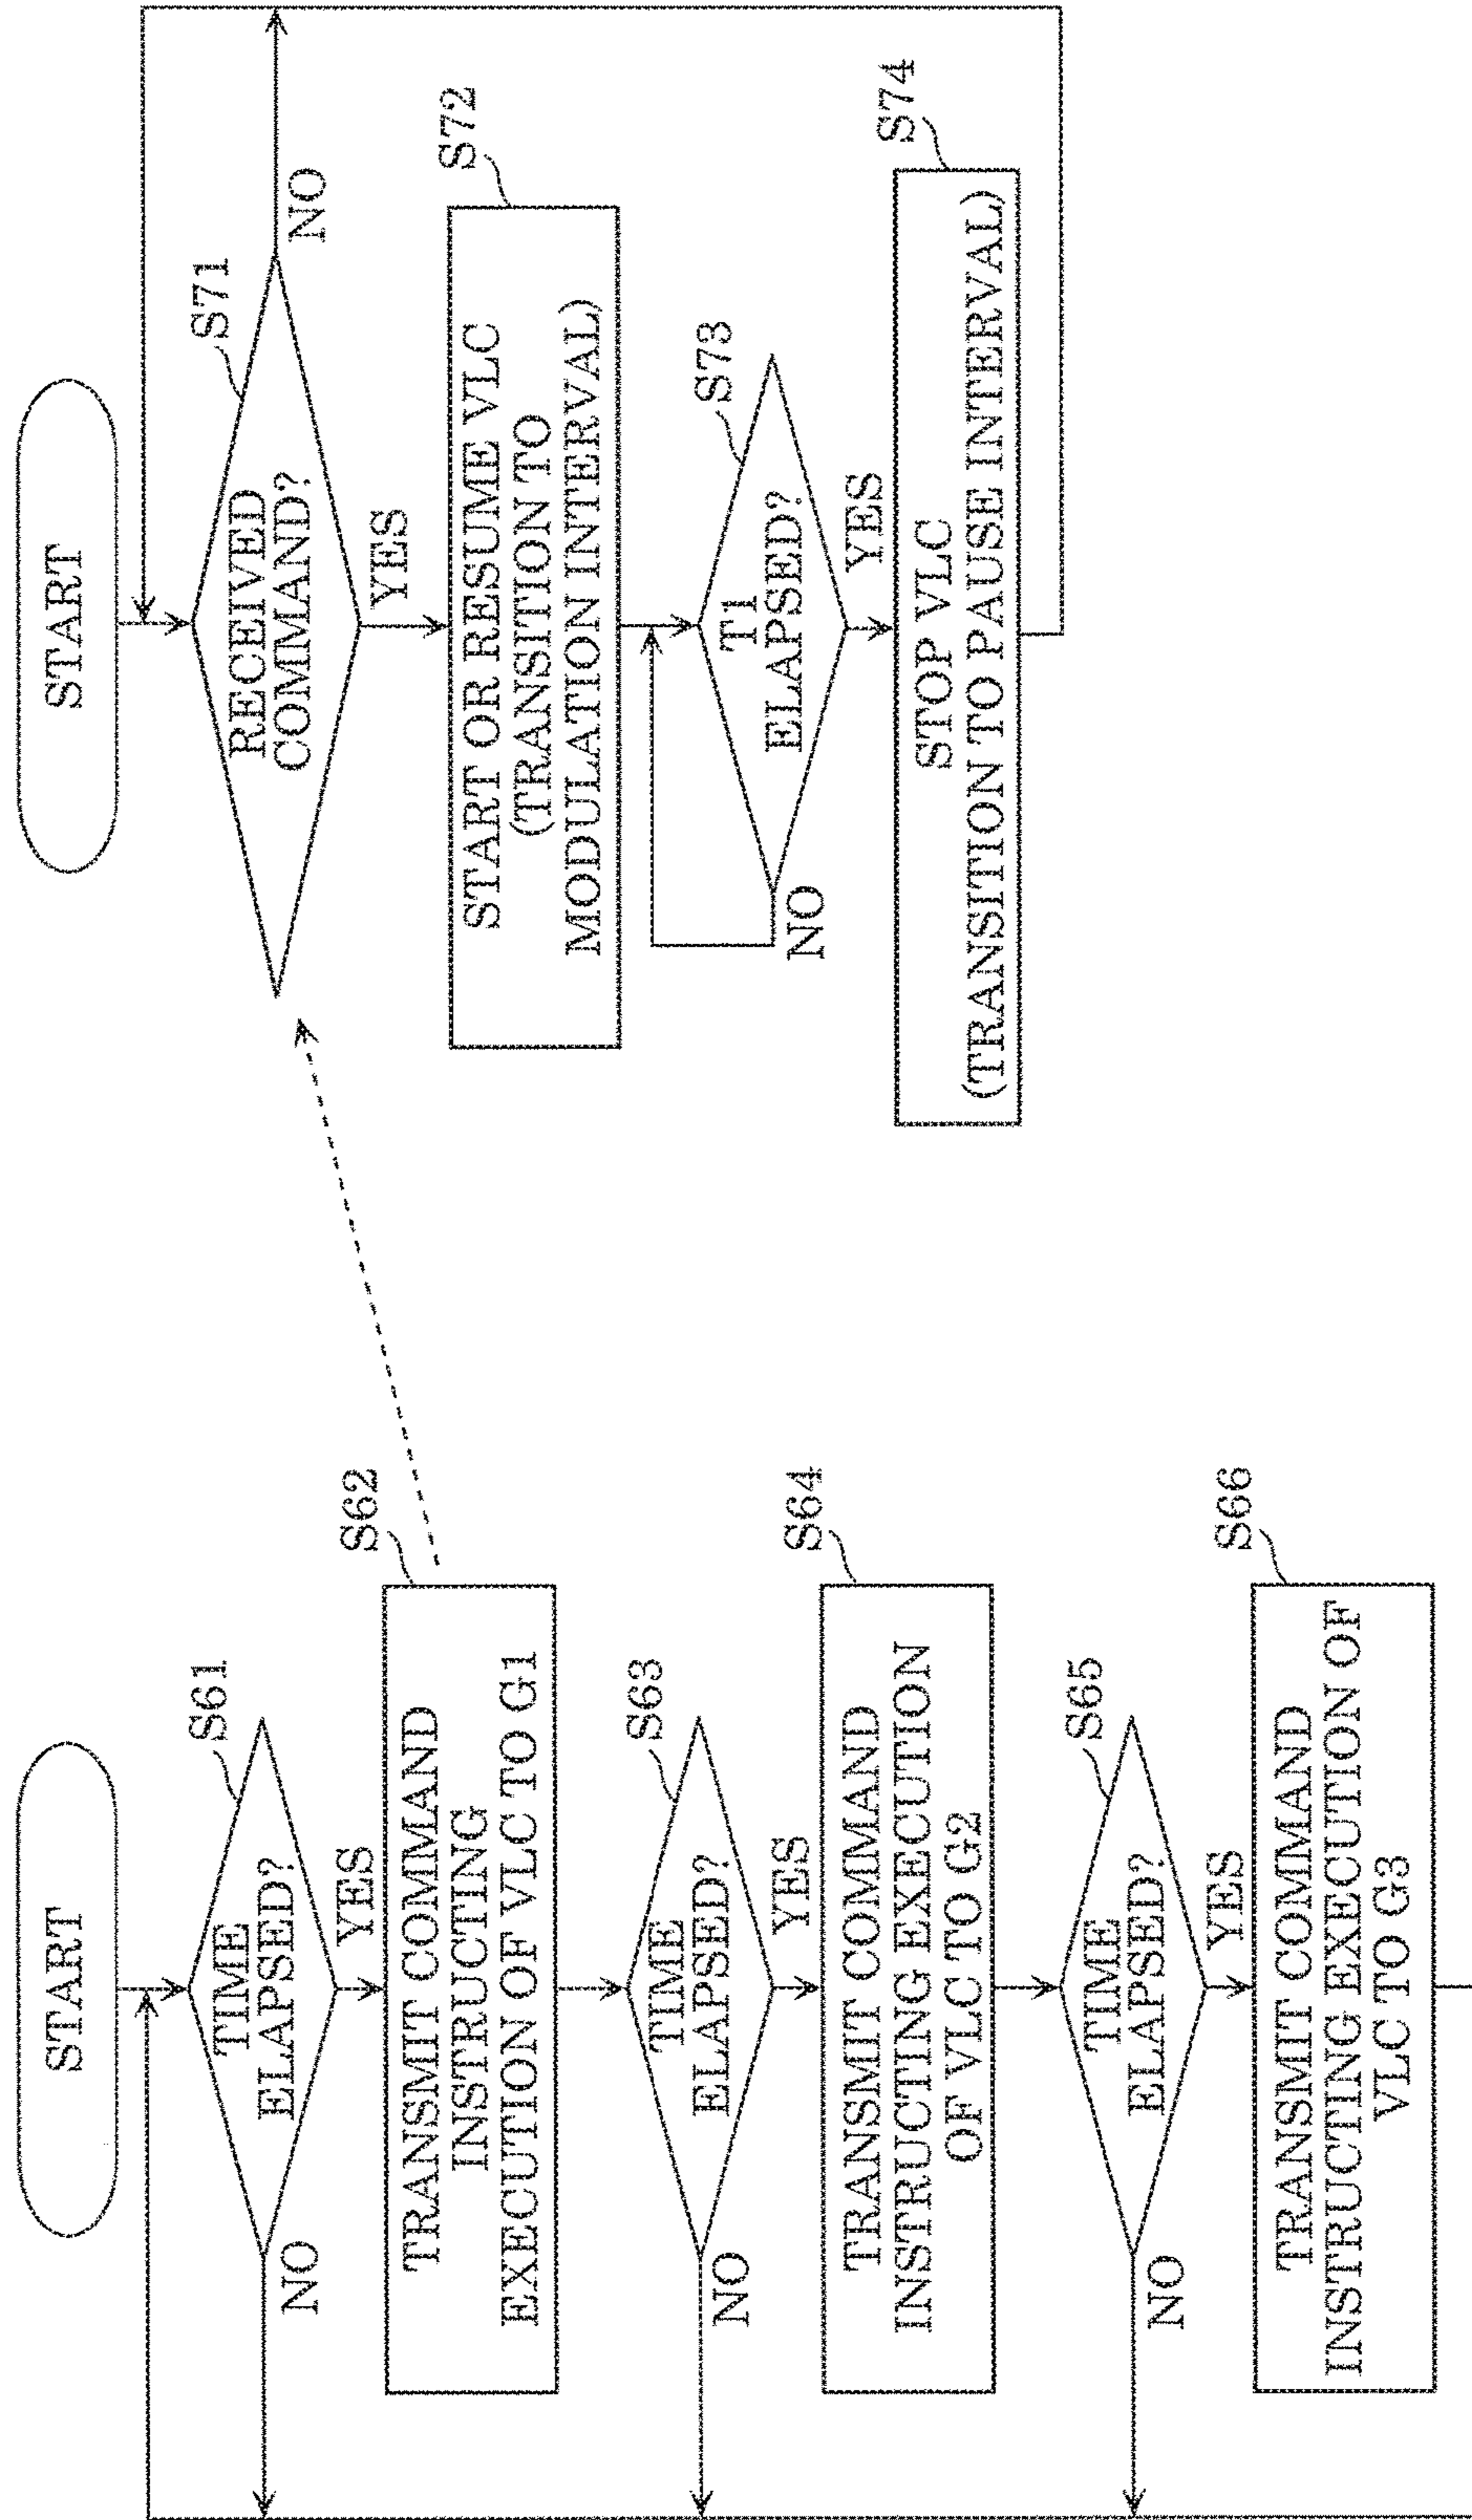 START
S61
TIME
ELAPSED?
NO
YES
S62
TRANSMIT COMMAND
INSTRUCTING
EXECUTION OF VLC TO G1
S63
TIME
ELAPSED?
NO
YES
S64
TRANSMIT COMMAND
INSTRUCTING EXECUTION
OF VLC TO G2
S65
TIME
ELAPSED?
NO
YES
S66
TRANSMIT COMMAND
INSTRUCTING EXECUTION OF
VLC TO G3
START
S71
RECEIVED
COMMAND?
NO
YES
S72
START OR RESUME VLC
(TRANSITION TO
MODULATION INTERVAL)
S73
T1
ELAPSED?
NO
YES
S74
STOP VLC
(TRANSITION TO PAUSE INTERVAL)